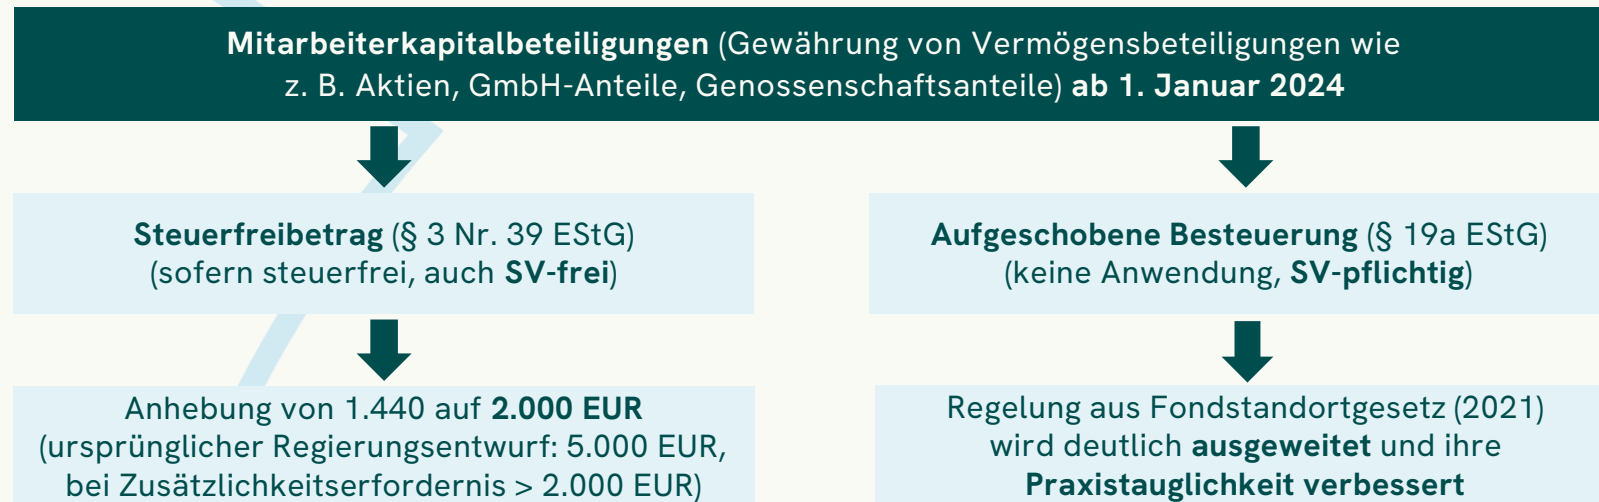 Mitarbeiterkapitalbeteiligungen (Gewährung von Vermögensbeteiligungen wie
z. B. Aktien, GmbH-Anteile, Genossenschaftsanteile) ab 1. Januar 2024
Steuerfreibetrag (§ 3 Nr. 39 EStG)
(sofern steuerfrei, auch SV-frei)
Anhebung von 1.440 auf 2.000 EUR
(ursprünglicher Regierungsentwurf: 5.000 EUR,
bei Zusätzlichkeitserfordernis > 2.000 EUR)
Aufgeschobene Besteuerung (§ 19a EStG)
(keine Anwendung, SV-pflichtig)
Regelung aus Fondstandortgesetz (2021)
wird deutlich ausgeweitet und ihre
Praxistauglichkeit verbessert